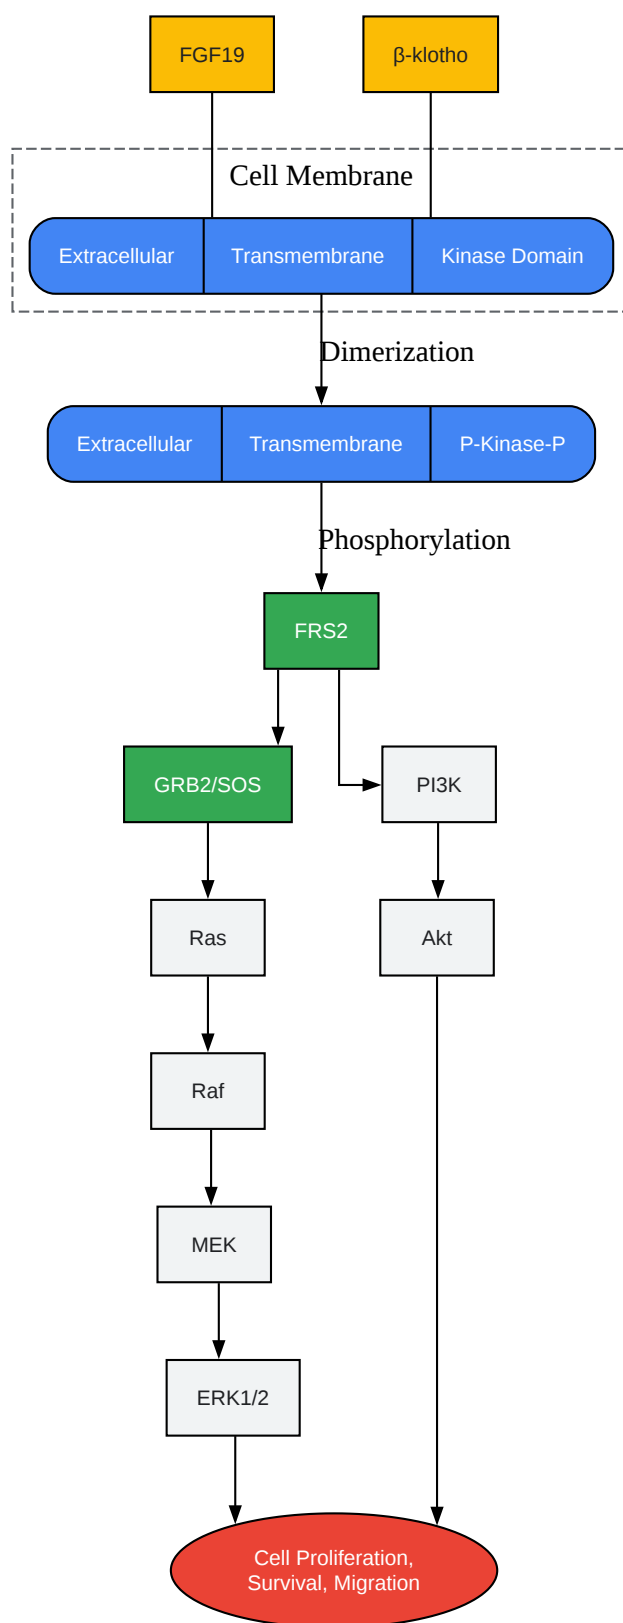 FGF19
β-klotho
Cell Membrane
Extracellular
Transmembrane
Kinase Domain
Dimerization
Extracellular
Transmembrane
P-Kinase-P
Phosphorylation
FRS2
GRB2/SOS
PI3K
Ras
Akt
Raf
MEK
ERK1/2
Cell Proliferation,
Survival, Migration